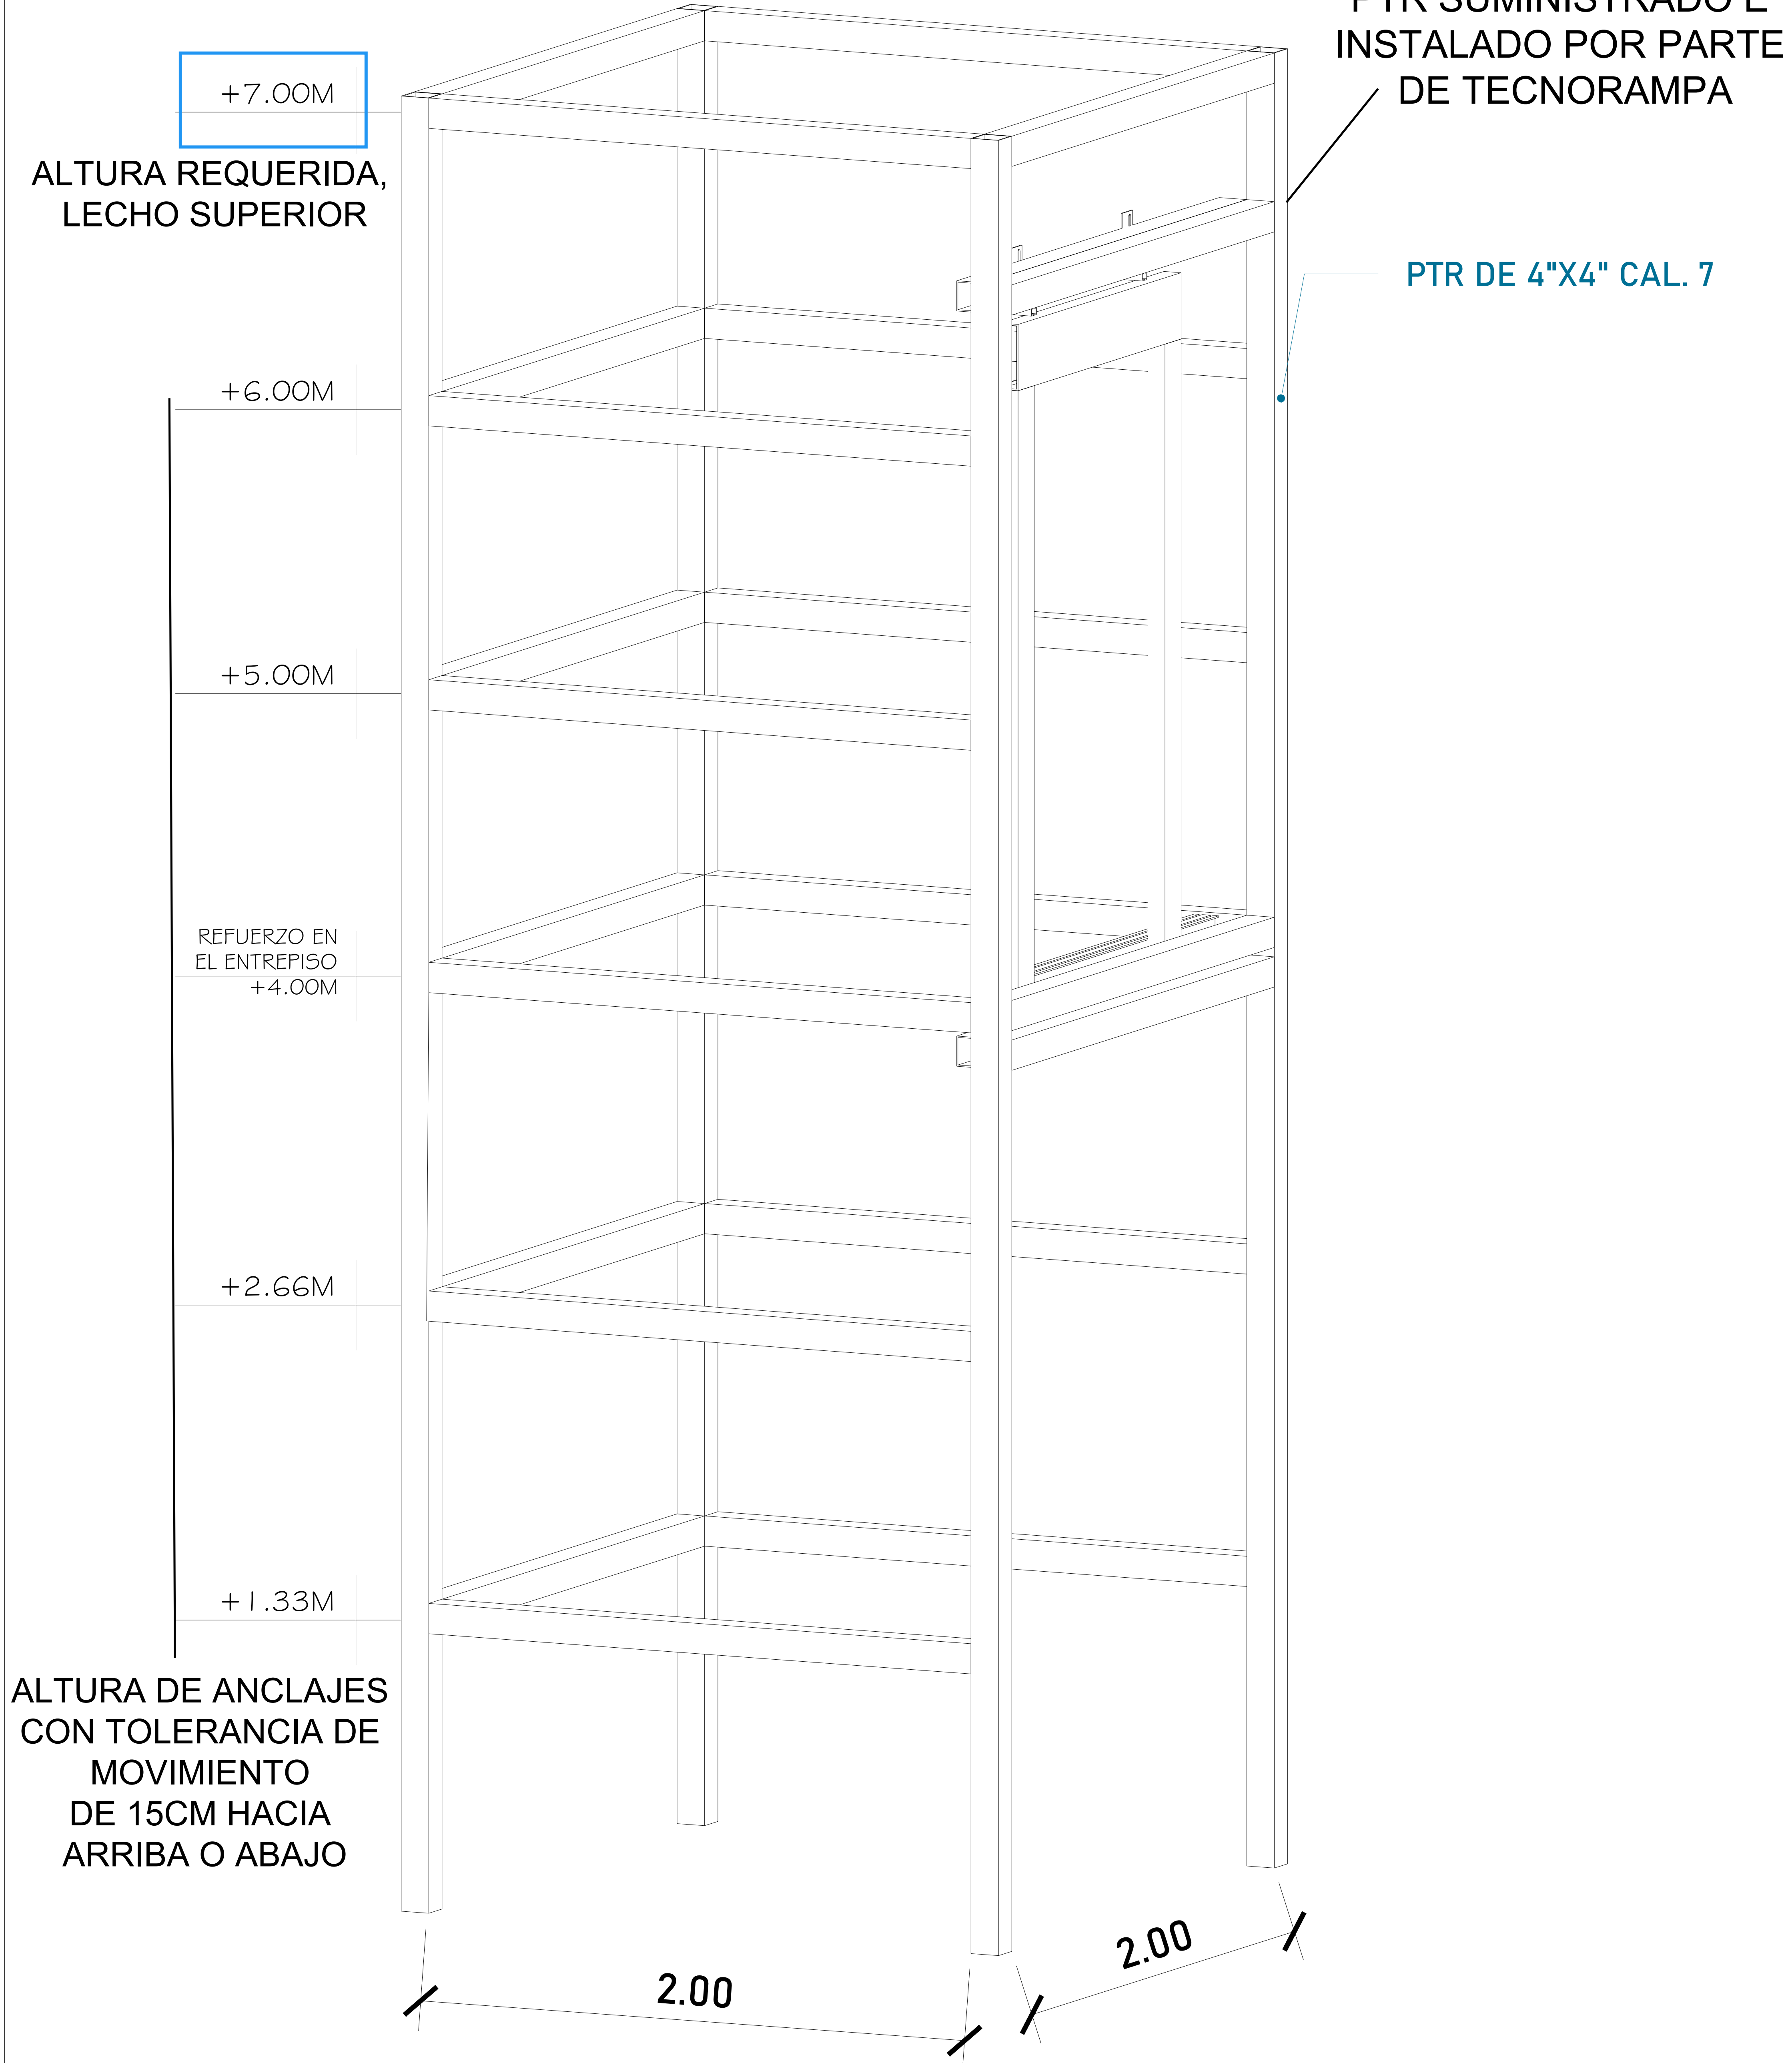 PTR SUMINISTRADO E
INSTALADO POR PARTE
DE TECNORAMPA
+7.00M
ALTURA REQUERIDA,
LECHO SUPERIOR
PTR DE 4"X4" CAL. 7
+6.00M
+5.00M
REFUERZO EN
EL ENTREPISO
+4.00M
+2.66M
+1.33M
ALTURA DE ANCLAJES
CON TOLERANCIA DE
MOVIMIENTO
DE 15CM HACIA
ARRIBA O ABAJO
2.00
2.00